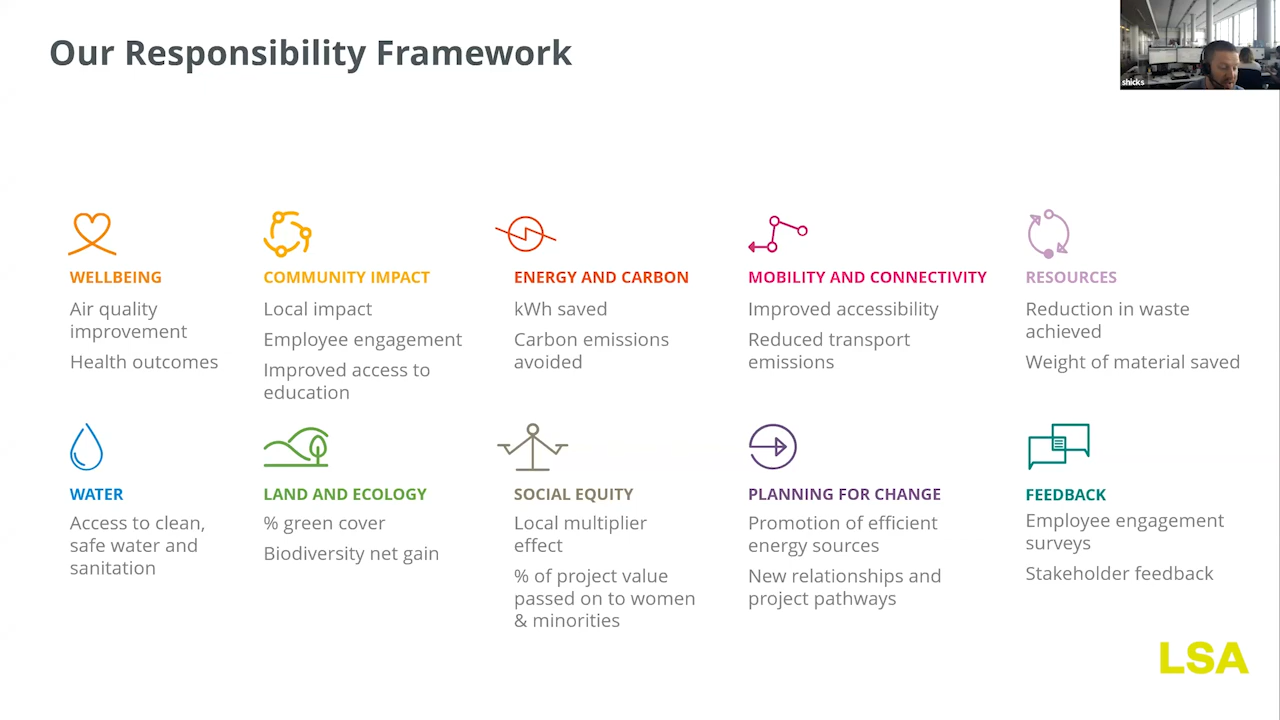 Our Responsibility Framework
shicks
WELLBEING
Air quality
improvement
Health outcomes
COMMUNITY IMPACT
Local impact
Employee engagement
Improved access to
education
ENERGY AND CARBON
kWh saved
Carbon emissions
avoided
MOBILITY AND CONNECTIVITY
Improved accessibility
Reduced transport
emissions
RESOURCES
Reduction in waste
achieved
Weight of material saved
WATER
Access to clean,
safe water and
sanitation
LAND AND ECOLOGY
% green cover
Biodiversity net gain
SOCIAL EQUITY
Local multiplier
effect
% of project value
passed on to women
& minorities
PLANNING FOR CHANGE
Promotion of efficient
energy sources
New relationships and
project pathways
FEEDBACK
Employee engagement
surveys
Stakeholder feedback
LSA